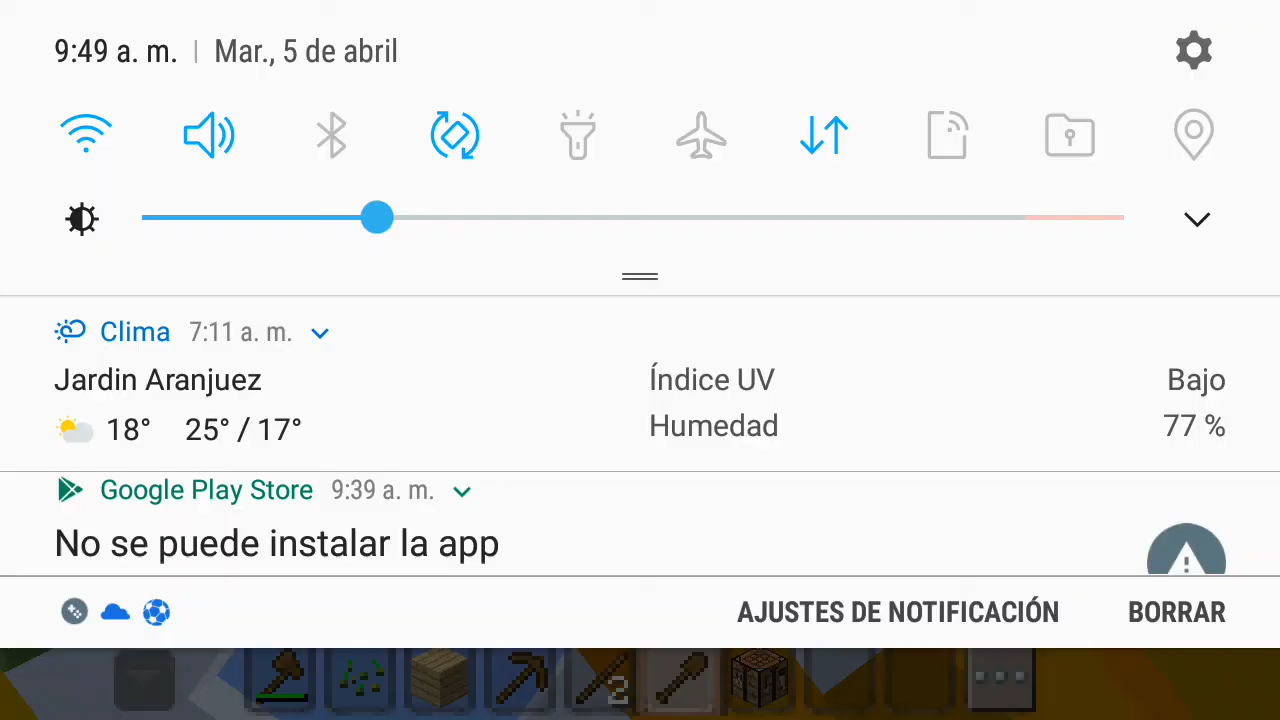 9:49 a. m. | Mar., 5 de abril
Clima 7:11 a. m.
Jardin Aranjuez Índice UV Bajo
18° 25° / 17° Humedad 77 %
Google Play Store 9:39 a. m.
No se puede instalar la app
AJUSTES DE NOTIFICACIÓN BORRAR
2